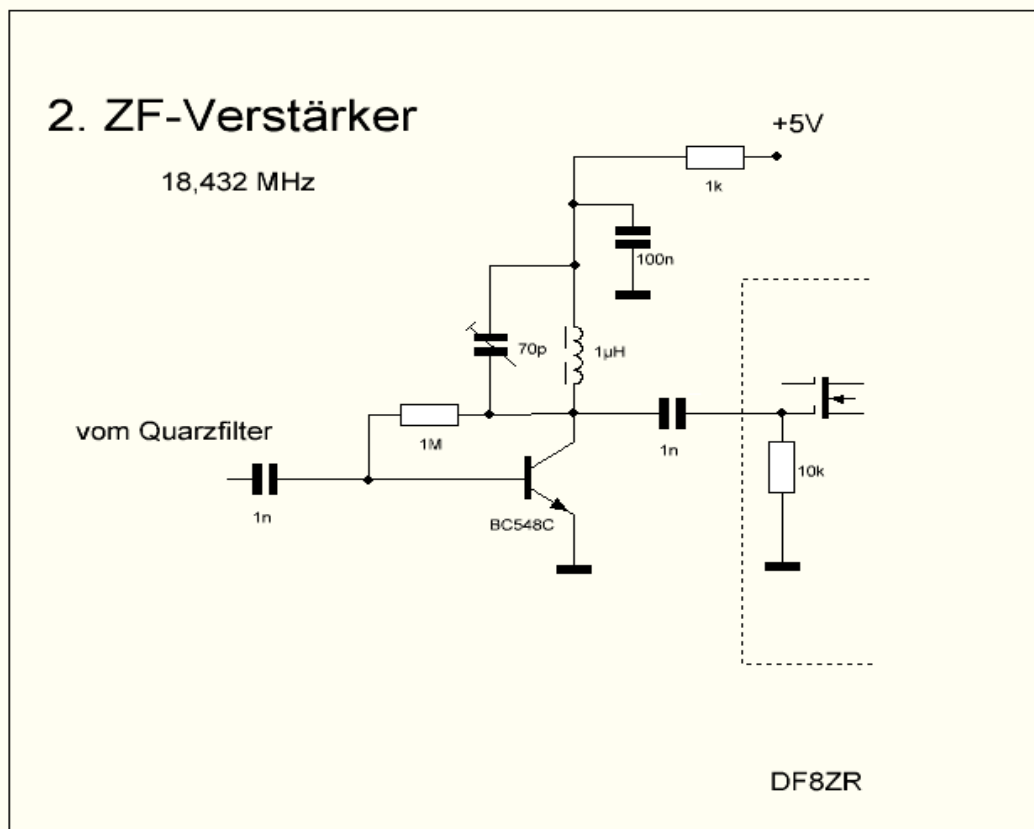 2. ZF-Verstärker
18,432 MHz
+5V
1k
100n
70p
1µH
1M
vom Quarzfilter
1n
1n
10k
BC548C
DF8ZR